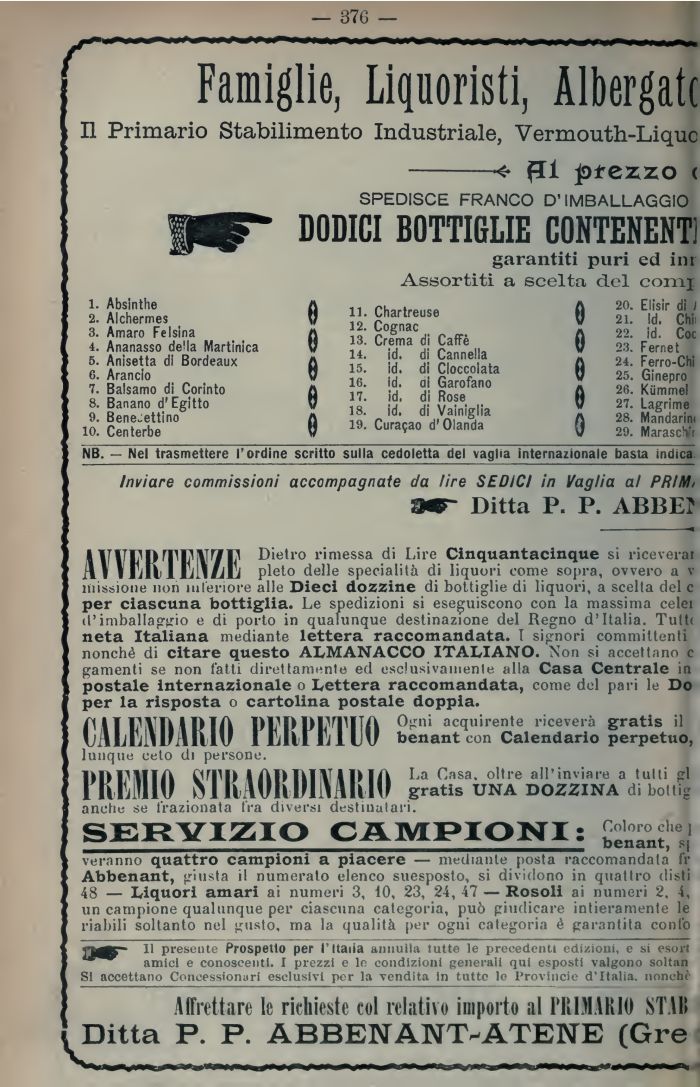 — 376 —
Famiglie, Liquoristi, Albergato
Il Primario Stabilimento Industriale, Vermouth-Liquo
Al prezzo
SPEDISCE FRANCO D'IMBALLAGGIO
DODICI BOTTIGLIE CONTENENTI
garantiti puri ed
Assortiti a scelta del
1. Absinthe
2. Alchermes
3. Amaro Felsina
4. Ananasso della Martinica
5. Anisetta di Bordeaux
6. Arancio
7. Balsamo di Corinto
8. Banano d'Egitto
9. Benedettino
10. Centerbe
11. Chartreuse
12. Cognac
13. Crema di Caffè
14. id. di Cannella
15. id. di Cioccolata
16. id. di Garofano
17. id. di Rose
18. id. di Vainiglia
19. Curaçao d'Olanda
20. Elisir di
21. id. Chi
22. id. Coc
23. Fernet
24. Ferro-Chi
25. Ginepro
26. Kümmel
27. Lagrime
28. Mandarin
29. Maraschi
NB. — Nel trasmettere l'ordine scritto sulla cedoletta del vaglia internazionale basta indica
Inviare commissioni accompagnate da lire SEDICI in Vaglia al PRIM
Ditta P. P. ABBEN
AVVERTENZE Dietro rimessa di Lire Cinquantacinque si riceverà
pleto delle specialità di liquori come sopra, ovvero a v
missione non inferiore alle Dieci dozzine di bottiglie di liquori, a scelta del c
per ciascuna bottiglia. Le spedizioni si eseguiscono con la massima celer
d'imballaggio e di porto in qualunque destinazione del Regno d'Italia. Tutt
neta Italiana mediante lettera raccomandata. I signori committenti
nonchè di citare questo ALMANACCO ITALIANO. Non si accettano c
gamenti se non fatti direttamente ed esclusivamente alla Casa Centrale in
postale internazionale o Lettera raccomandata, come del pari le Do
per la risposta o cartolina postale doppia.
CALENDARIO PERPETUO Ogni acquirente riceverà gratis il
benant con Calendario perpetuo,
lunque ceto di persone.
PREMIO STRAORDINARIO La Casa, oltre all'inviare a tutti gl
gratis UNA DOZZINA di bottig
anche se frazionata fra diversi destinatari.
SERVIZIO CAMPIONI: Coloro che
benant,
veranno quattro campioni a piacere — mediante posta raccomandata fr
Abbenant, giusta il numerato elenco suesposto, si dividono in quattro disti
48 — Liquori amari ai numeri 3, 10, 23, 24, 47 — Rosoli ai numeri 2, 4,
un campione qualunque per ciascuna categoria, può giudicare intieramente le
riabili soltanto nel gusto, ma la qualità per ogni categoria è garantita confo
Il presente Prospetto per l'Italia annulla tutte le precedenti edizioni, e si esort
amici e conoscenti. I prezzi e le condizioni generali qui esposti valgono soltan
Si accettano Concessionari esclusivi per la vendita in tutte le Provincie d'Italia, nonchè
Affrettare le richieste col relativo importo al PRIMARIO STAB
Ditta P. P. ABBENANT-ATENE (Gre